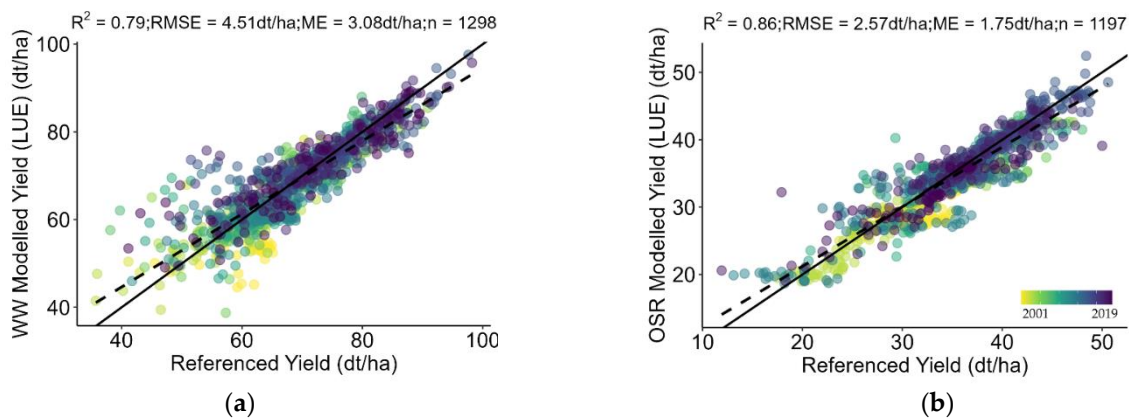 R² = 0.79;RMSE = 4.51dt/ha;ME = 3.08dt/ha;n = 1298
WW Modelled Yield (LUE) (dt/ha)
100
80
60
40
40 60 80 100
Referenced Yield (dt/ha)
(a)
R² = 0.86;RMSE = 2.57dt/ha;ME = 1.75dt/ha;n = 1197
OSR Modelled Yield (LUE) (dt/ha)
50
40
30
20
2001 2019
10 20 30 40 50
Referenced Yield (dt/ha)
(b)